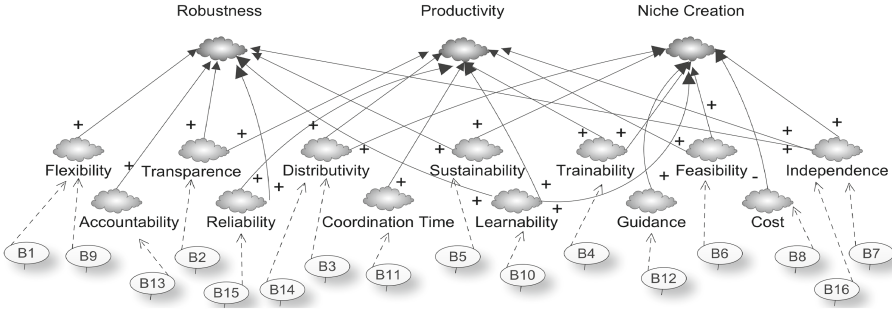 Robustness Productivity Niche Creation
+ + + + + + + + + +
+ + + + + -
Flexibility Transparence Distributivity Sustainability Trainability Feasibility Independence
+ + + + + + +
Accountability Reliability Coordination Time Learnability Guidance Cost
B1 B9 B2 B3 B5 B4 B6 B8 B7
B13 B15 B14 B11 B10 B12 B16